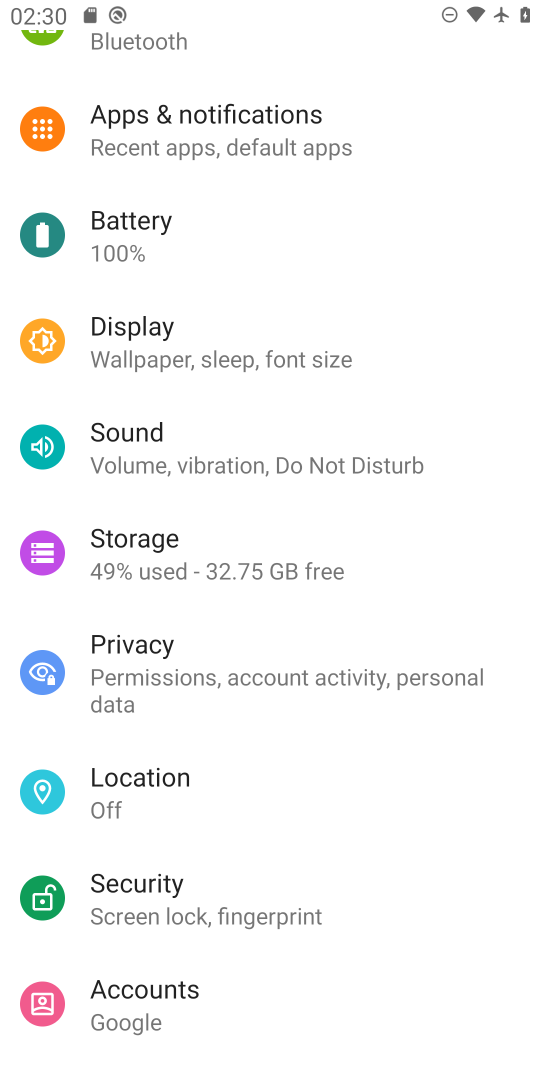 02:30
Bluetooth
Apps & notifications
Recent apps, default apps
Battery
100%
Display
Wallpaper, sleep, font size
Sound
Volume, vibration, Do Not Disturb
Storage
49% used - 32.75 GB free
Privacy
Permissions, account activity, personal
data
Location
Off
Security
Screen lock, fingerprint
Accounts
Google